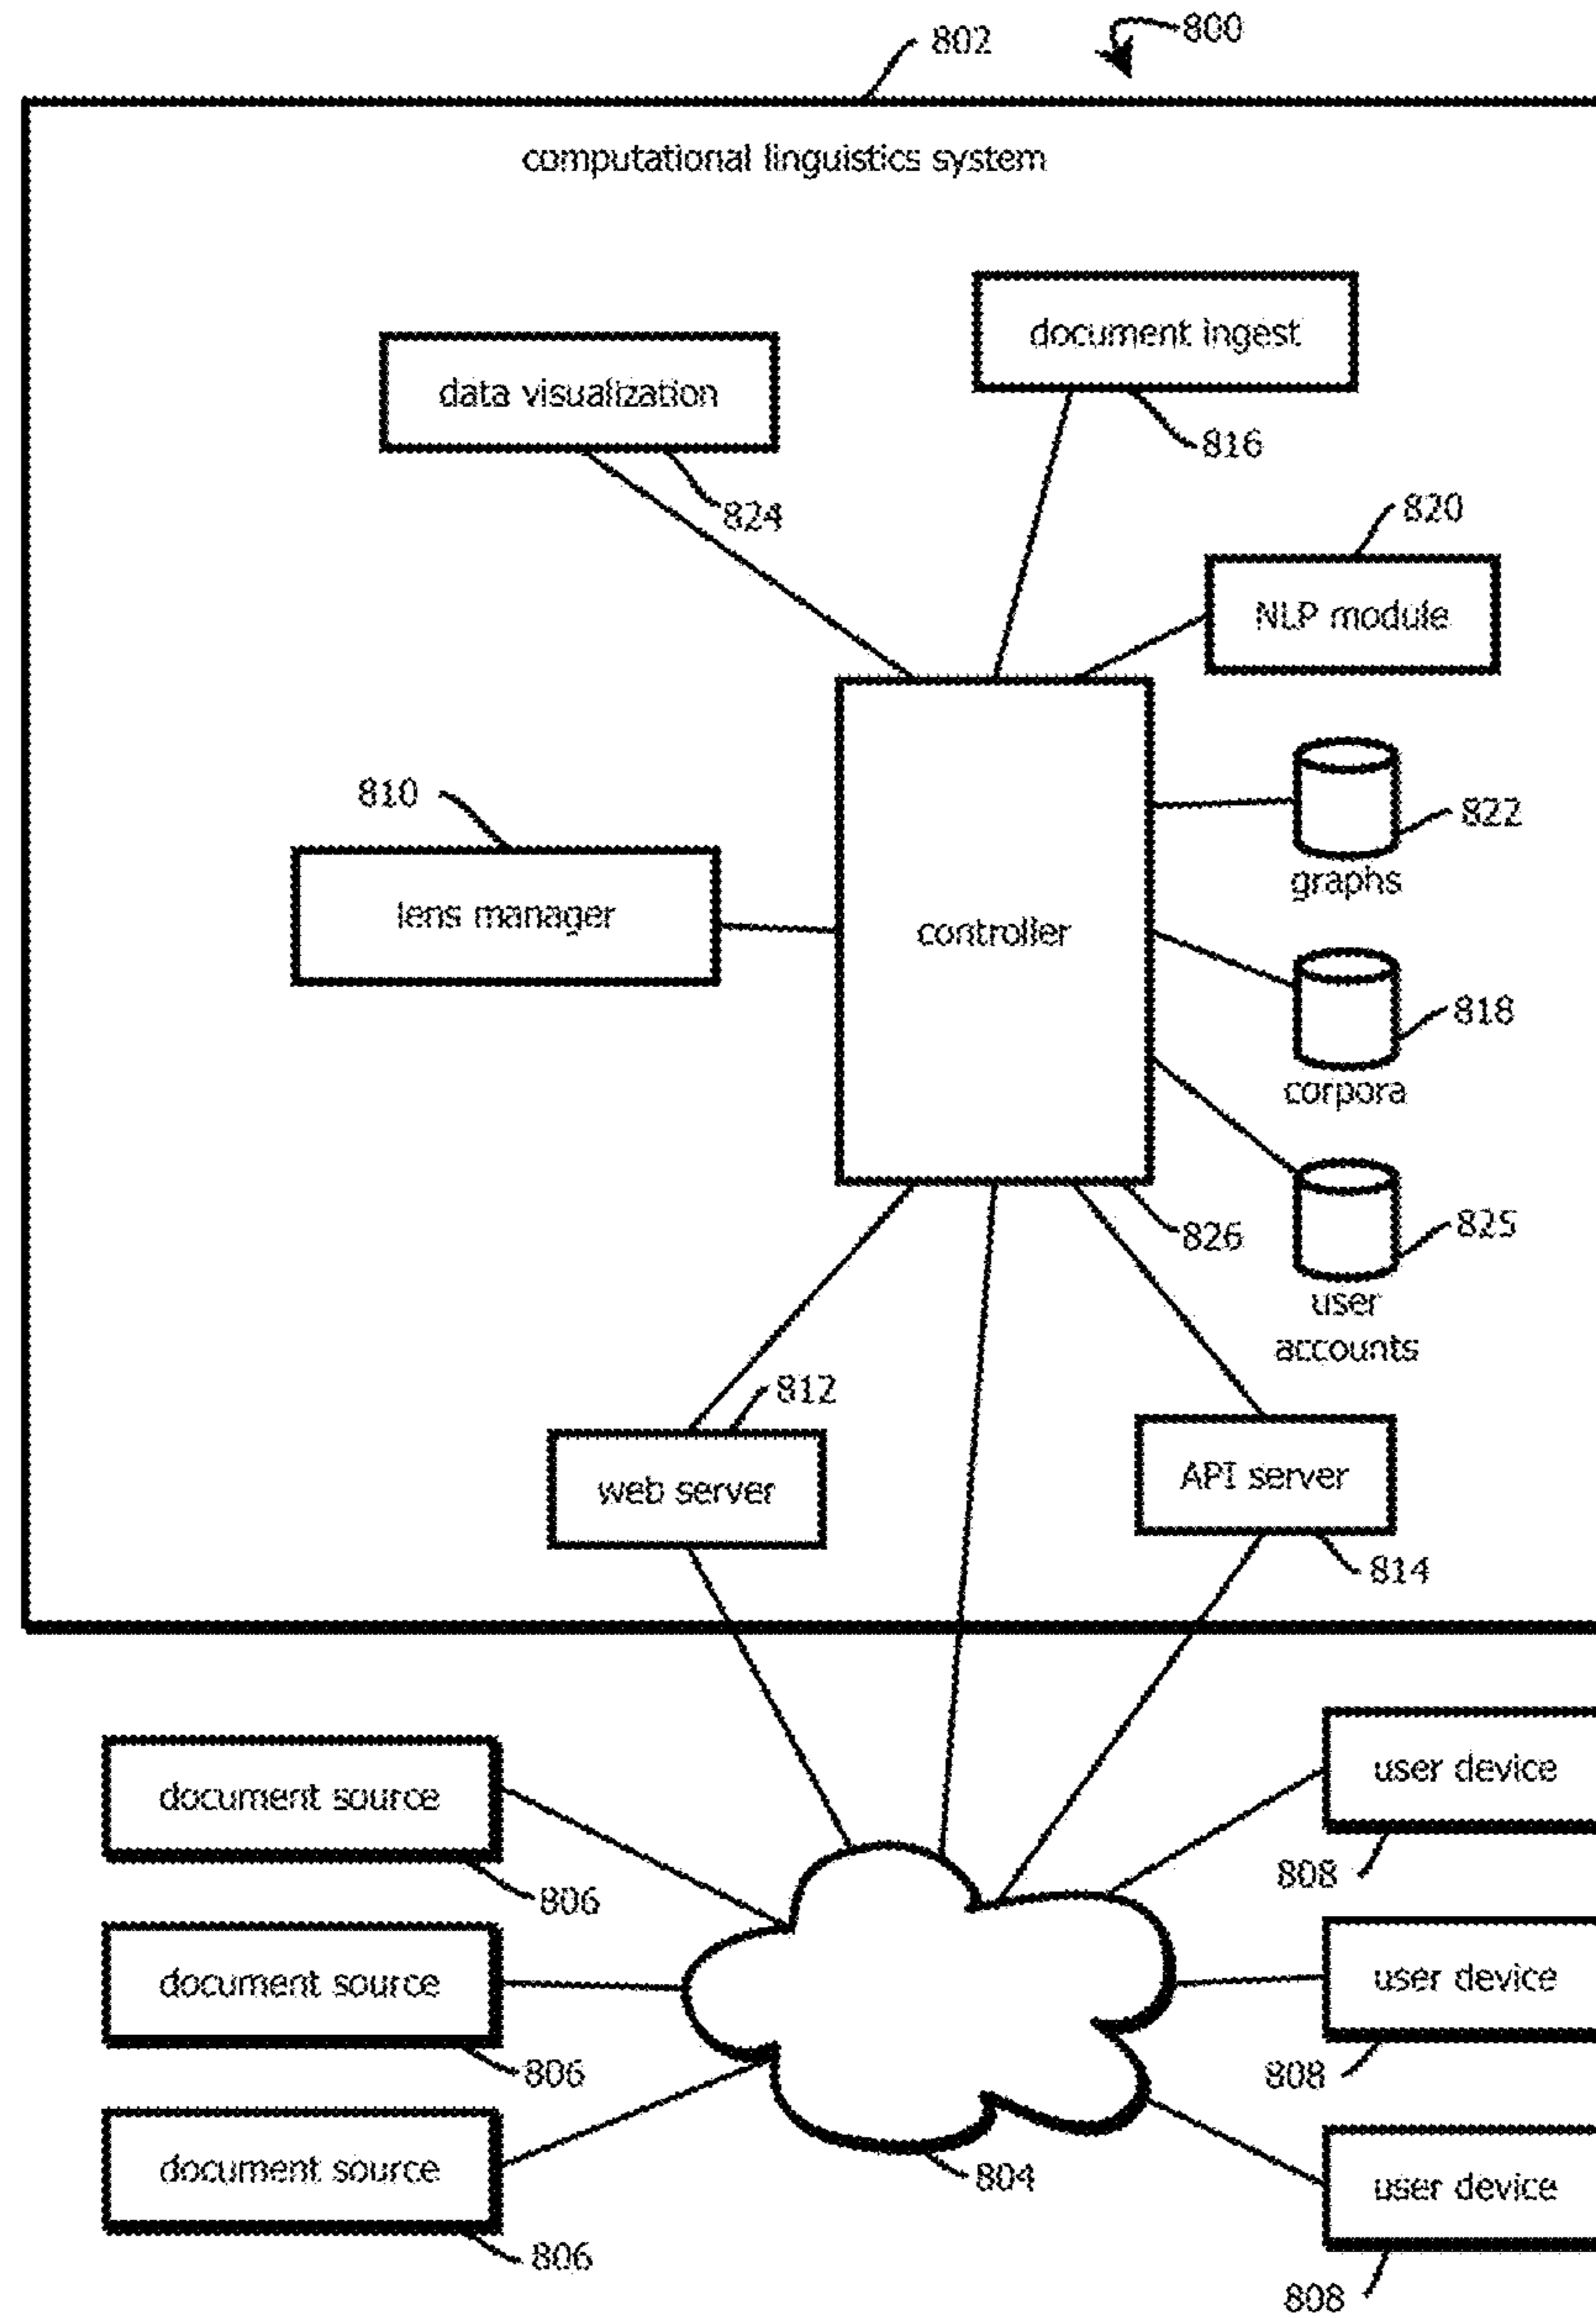 802
800
computational linguistics system
document ingest
data visualization
816
824
820
NLP module
810
822
graphs
lens manager
controller
818
corpora
826
825
user
accounts
812
web server
API server
814
document source
user device
806
808
document source
user device
806
808
document source
804
user device
806
808